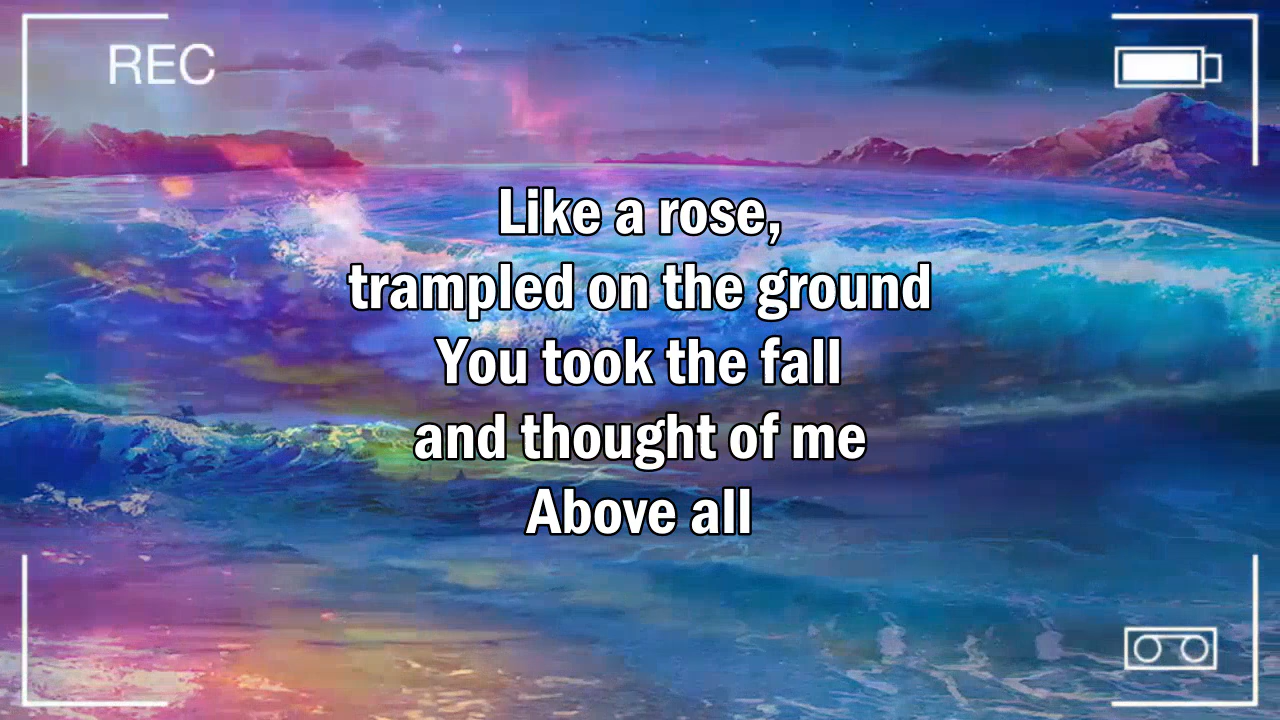 REC
Like a rose,
trampled on the ground
You took the fall
and thought of me
Above all